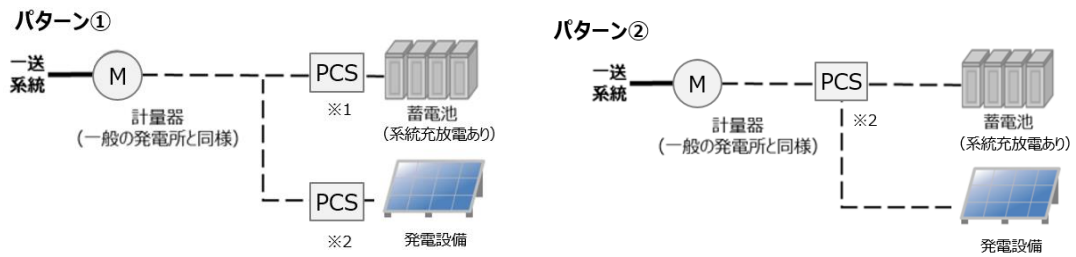 パターン①
一送
系統
M
計量器
(一般の発電所と同様)
PCS
※1
蓄電池
(系統充放電あり)
PCS
※2
発電設備
パターン②
一送
系統
M
計量器
(一般の発電所と同様)
PCS
※2
蓄電池
(系統充放電あり)
発電設備